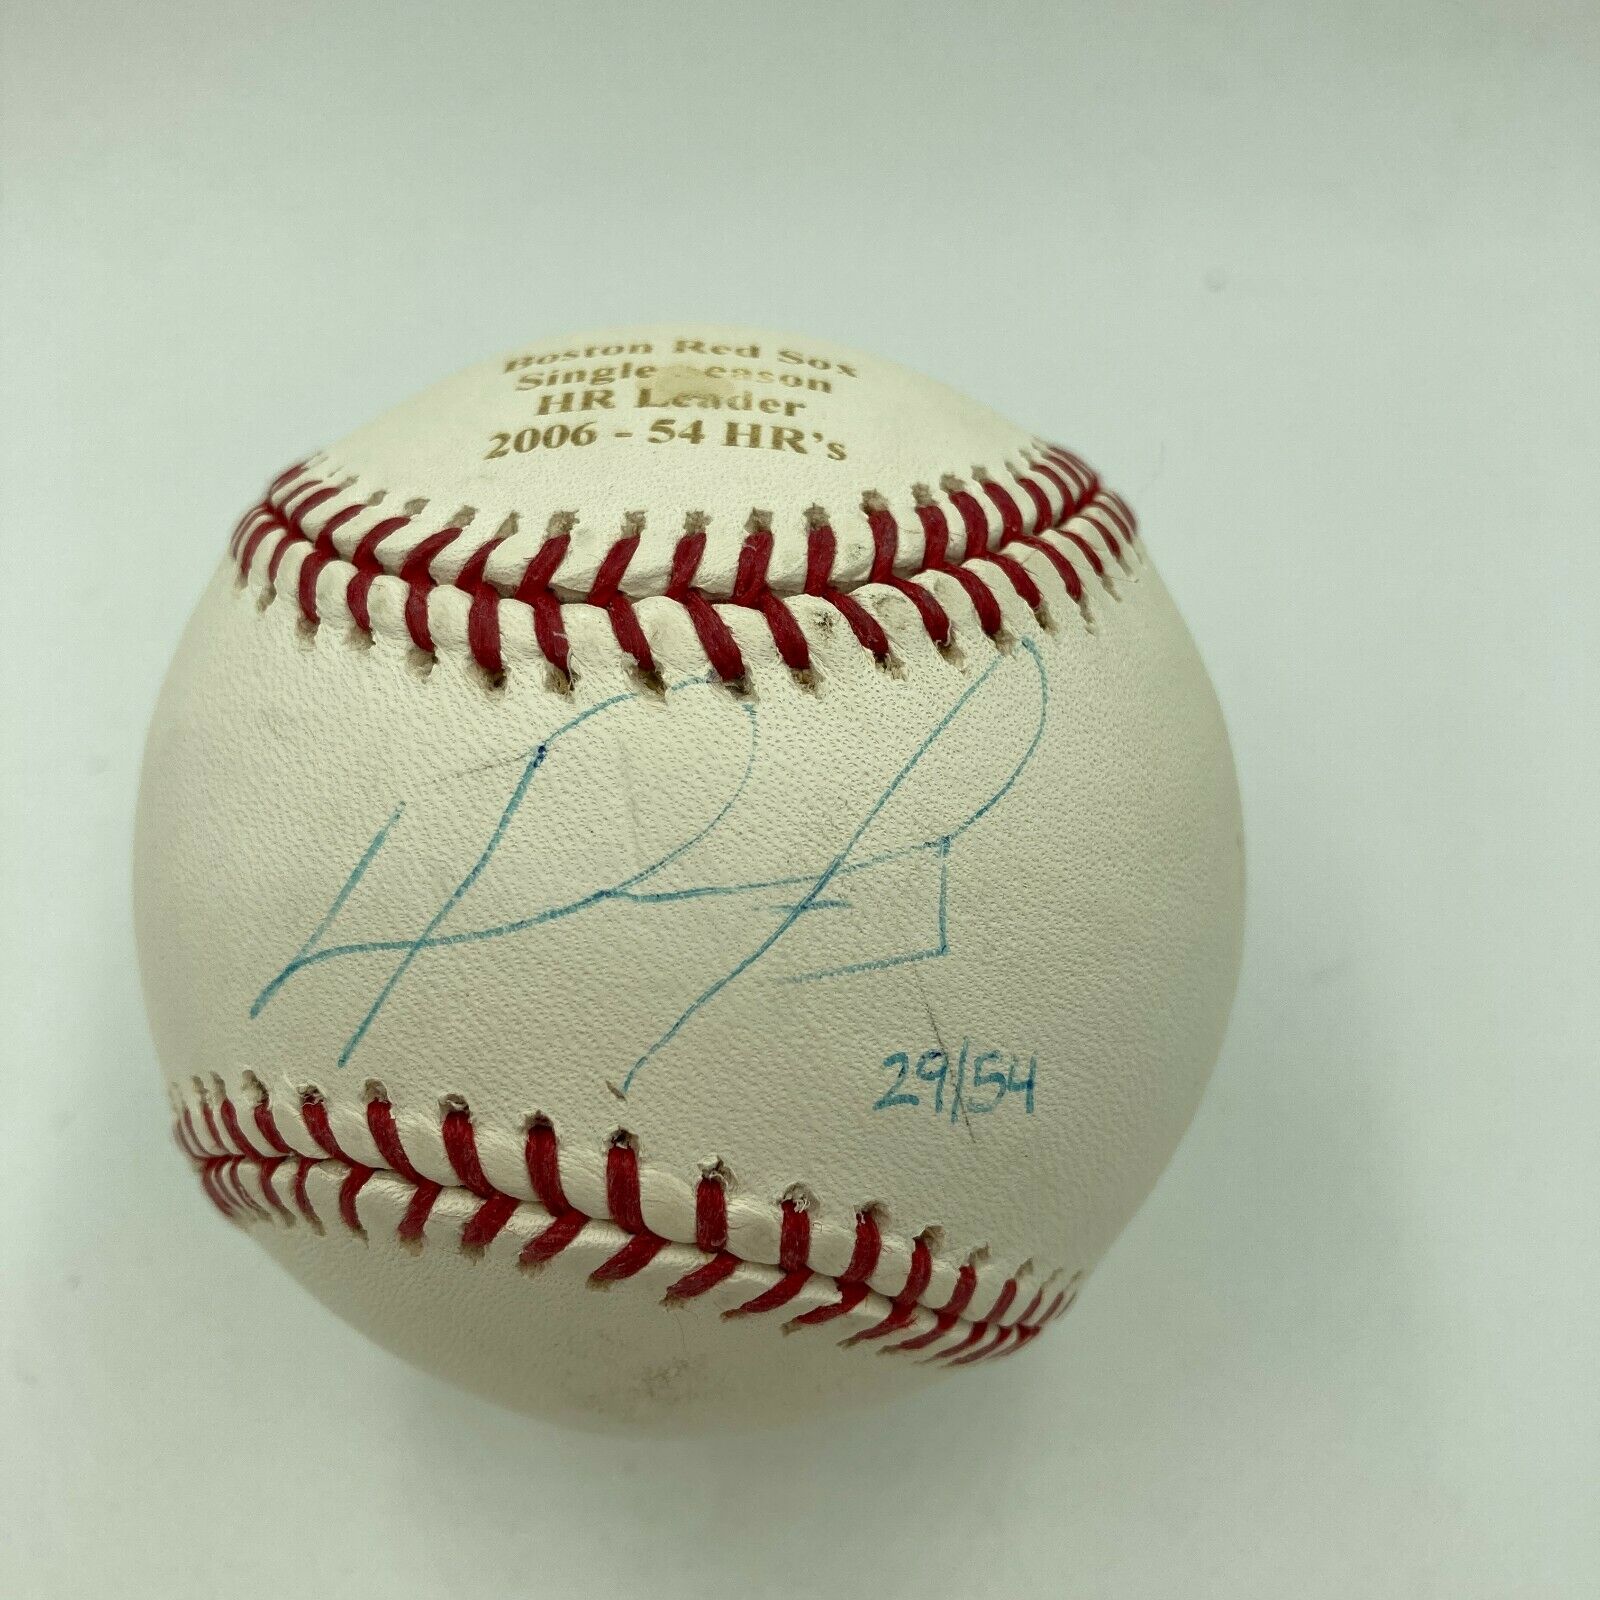 Boston Red Sox
Single Season
HR Leader
2006 - 54 HR's
29/54